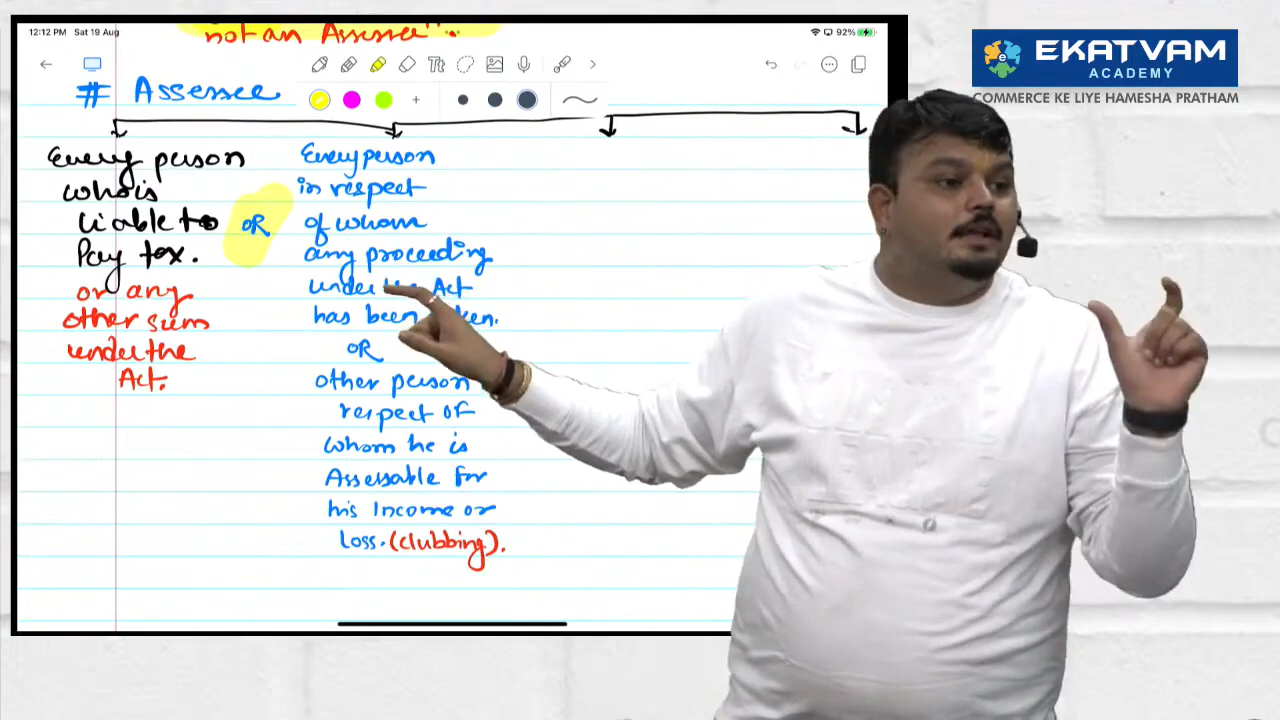 12:12 PM Sat 19 Aug
92%
not an Assessee".
Tt
# Assessee
Every person
who is
liable to
Pay tax.
or any
other sum
under the
Act.
OR
Every person
in respect
of whom
any proceeding
under the Act
has been
OR
other person
respect of
whom he is
Assessable for
his Income or
loss. (clubbing).
EKATVAM
ACADEMY
COMMERCE KE LIYE HAMESHA PRATHAM